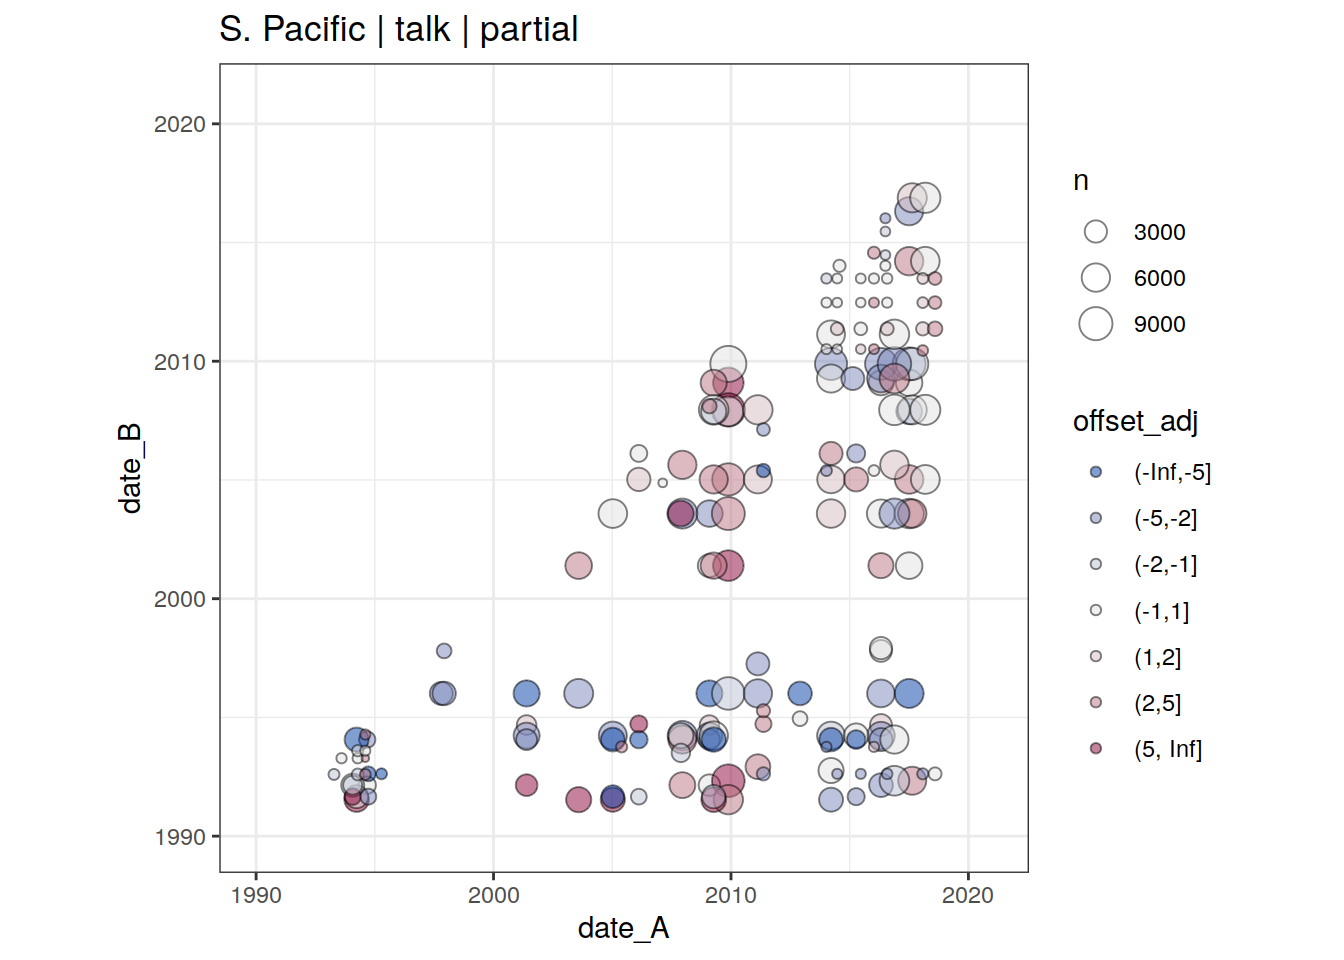 S. Pacific | talk | partial
date_B
2020
2010
2000
1990
1990 2000 2010 2020
date_A
n
3000
6000
9000
offset_adj
(-Inf,-5]
(-5,-2]
(-2,-1]
(-1,1]
(1,2]
(2,5]
(5, Inf]